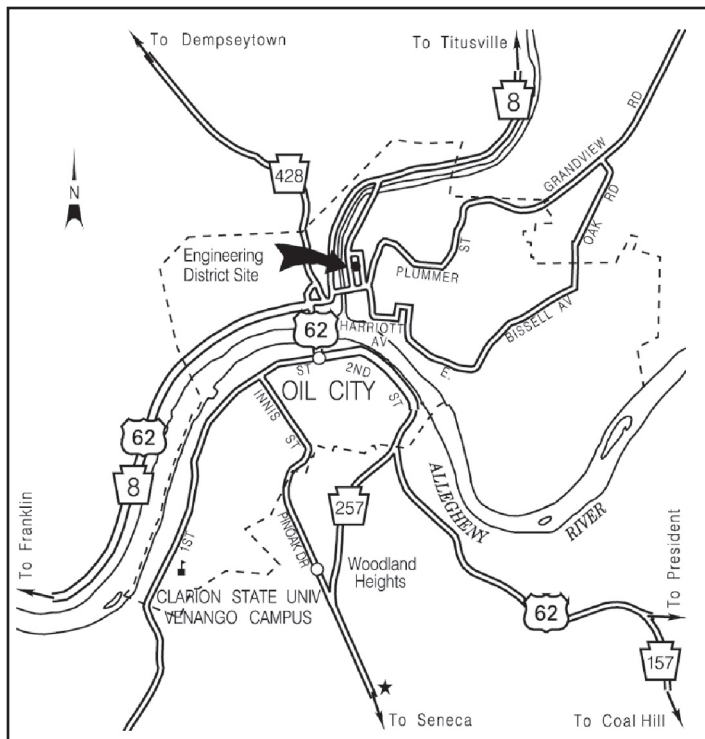 To Dempseytown
To Titusville
8
RD
GRANDVIEW
428
N
OAK RD
ST
PLUMMER
Engineering
District Site
BISSELL AV
HARRIOTT
AV
E.
62
ST
2ND
ST
OIL CITY
INNIS
ST
62
8
ALLEGHENY
RIVER
257
PINOAK DR
1ST
Woodland
Heights
To Franklin
CLARION STATE UNIV
VENANGO CAMPUS
62
To President
157
To Seneca
To Coal Hill